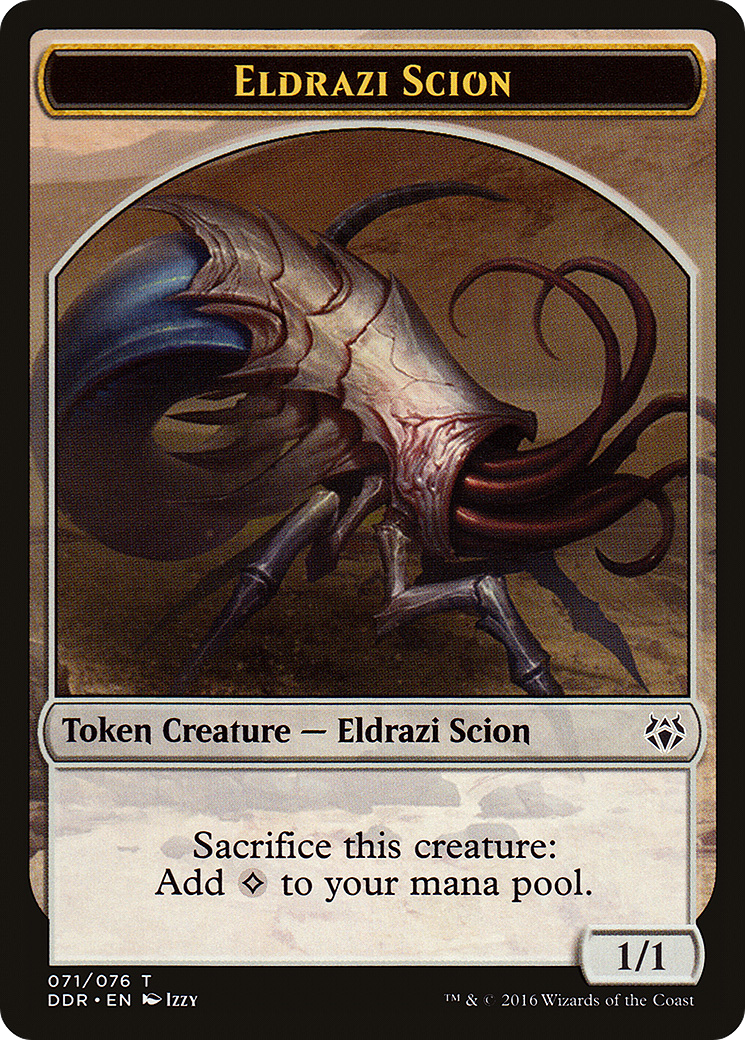 Eldrazi Scion
Token Creature — Eldrazi Scion
Sacrifice this creature:
Add to your mana pool.
1/1
071/076 T
DDR • EN Izzy
™ & © 2016 Wizards of the Coast